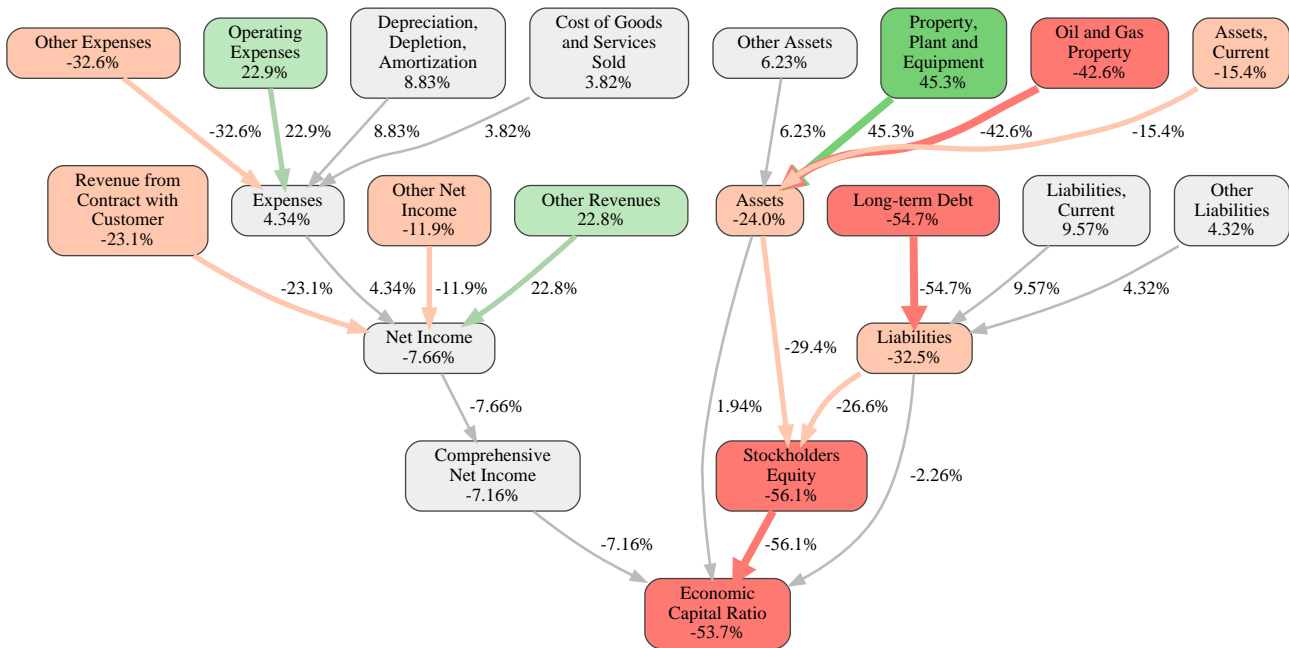 Other Expenses
-32.6%
Operating
Expenses
22.9%
Depreciation,
Depletion,
Amortization
8.83%
Cost of Goods
and Services
Sold
3.82%
Other Assets
6.23%
Property,
Plant and
Equipment
45.3%
Oil and Gas
Property
-42.6%
Assets,
Current
-15.4%
-32.6%
22.9%
8.83%
3.82%
6.23%
45.3%
-42.6%
-15.4%
Revenue from
Contract with
Customer
-23.1%
Expenses
4.34%
Other Net
Income
-11.9%
Other Revenues
22.8%
Assets
-24.0%
Long-term Debt
-54.7%
Liabilities,
Current
9.57%
Other
Liabilities
4.32%
-23.1%
4.34%
-11.9%
22.8%
-54.7%
9.57%
4.32%
Net Income
-7.66%
-29.4%
Liabilities
-32.5%
-7.66%
1.94%
-26.6%
Comprehensive
Net Income
-7.16%
Stockholders
Equity
-56.1%
-2.26%
-7.16%
-56.1%
Economic
Capital Ratio
-53.7%